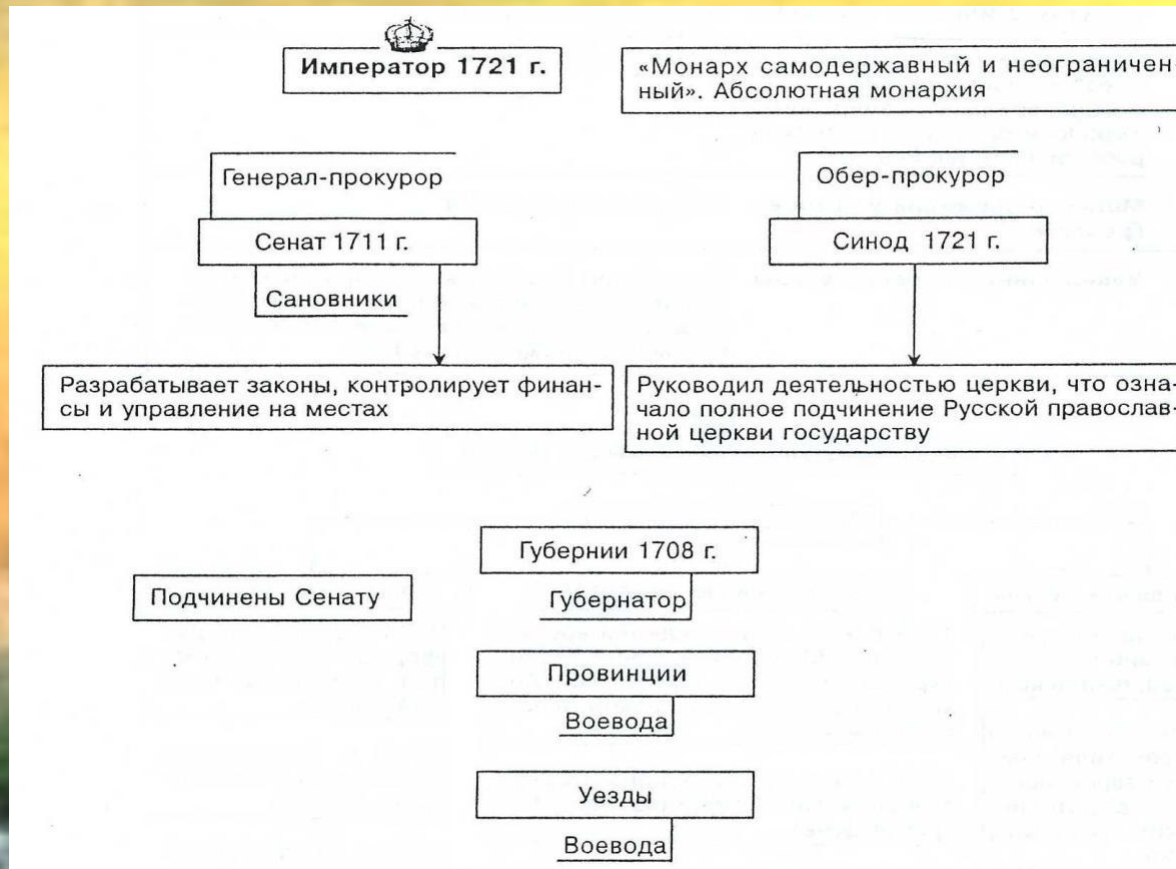 Император 1721 г.
«Монарх самодержавный и неограничен-
ный». Абсолютная монархия
Генерал-прокурор
Сенат 1711 г.
Сановники
Обер-прокурор
Синод 1721 г.
Разрабатывает законы, контролирует финан-
сы и управление на местах
Руководил деятельностью церкви, что озна-
чало полное подчинение Русской православ-
ной церкви государству
Губернии 1708 г.
Подчинены Сенату
Губернатор
Провинции
Воевода
Уезды
Воевода